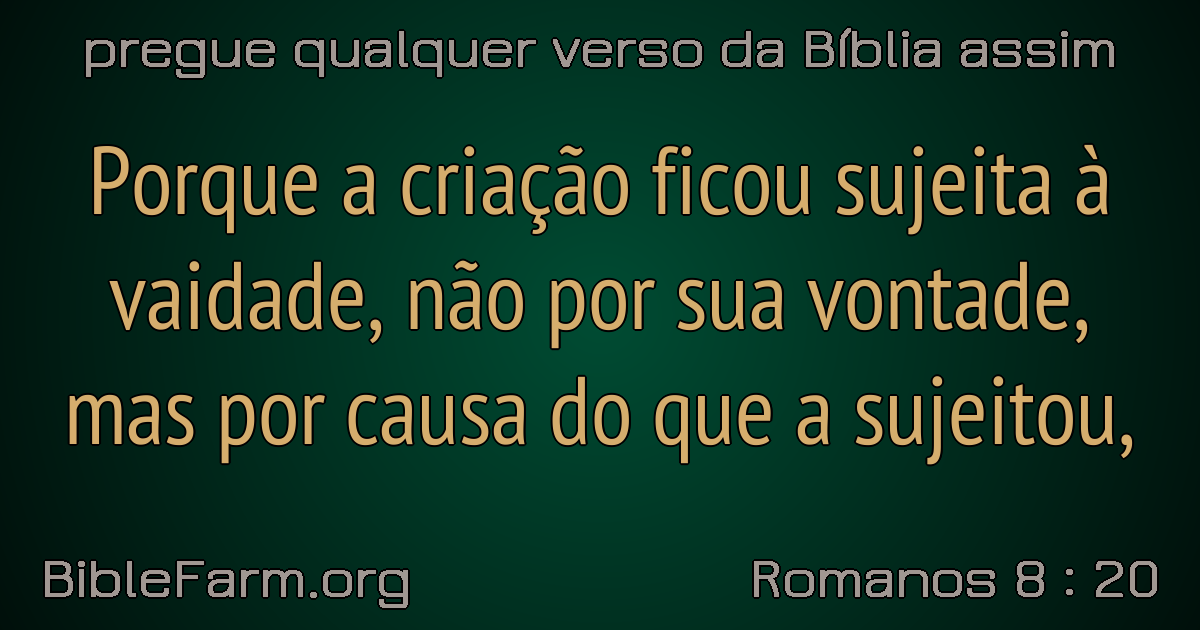 pregue qualquer verso da Bíblia assim
Porque a criação ficou sujeita à
vaidade, não por sua vontade,
mas por causa do que a sujeitou,
BibleFarm.org
Romanos 8 : 20